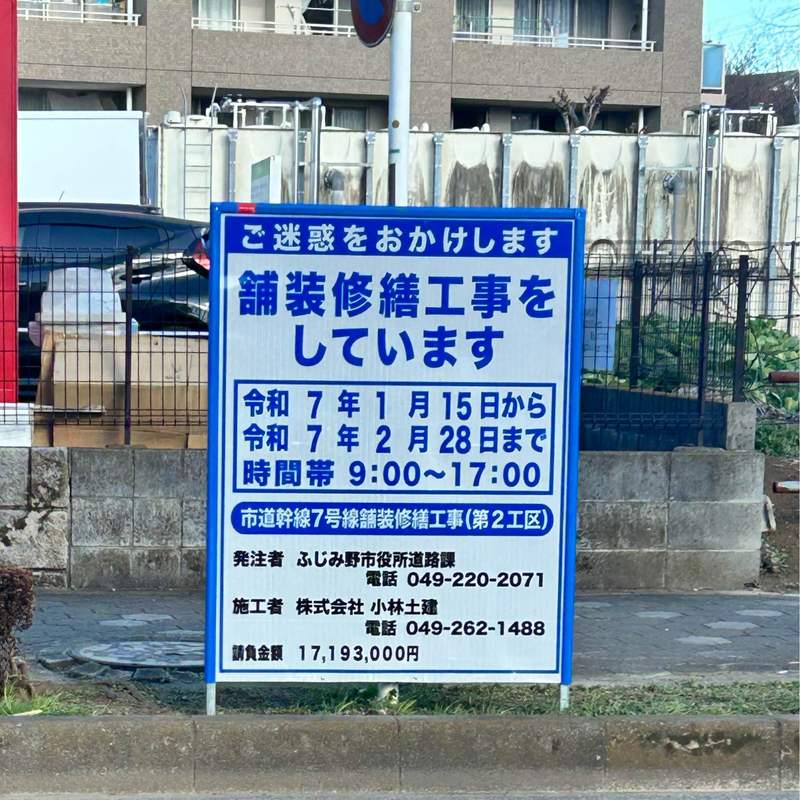 ご迷惑をおかけします
舗装修繕工事を
しています
令和 7 年 1 月 15日から
令和 7 年 2 月 28日まで
時間帯 9:00～17:00
市道幹線7号線舗装修繕工事(第2工区)
発注者 ふじみ野市役所道路課
電話 049-220-2071
施工者 株式会社 小林土建
電話 049-262-1488
請負金額 17,193,000円